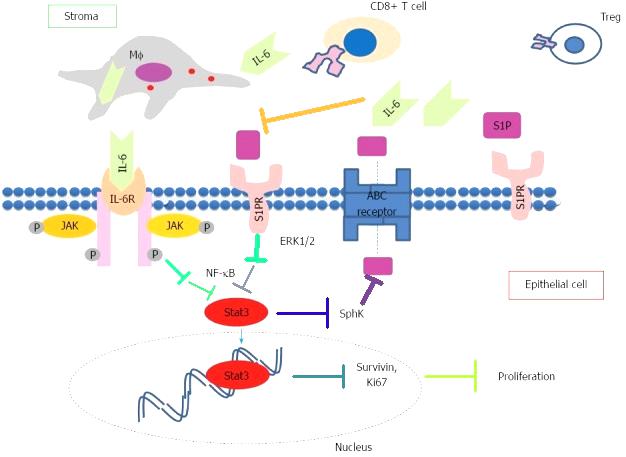 CD8+ T cell
Stroma
Treg
Mϕ
IL-6
IL-6
S1P
IL-6
IL-6R
S1PR
ABC
receptor
S1PR
P
JAK
JAK
P
P
P
ERK1/2
NF-κB
Epithelial cell
Stat3
SphK
Stat3
Survivin,
Ki67
Proliferation
Nucleus